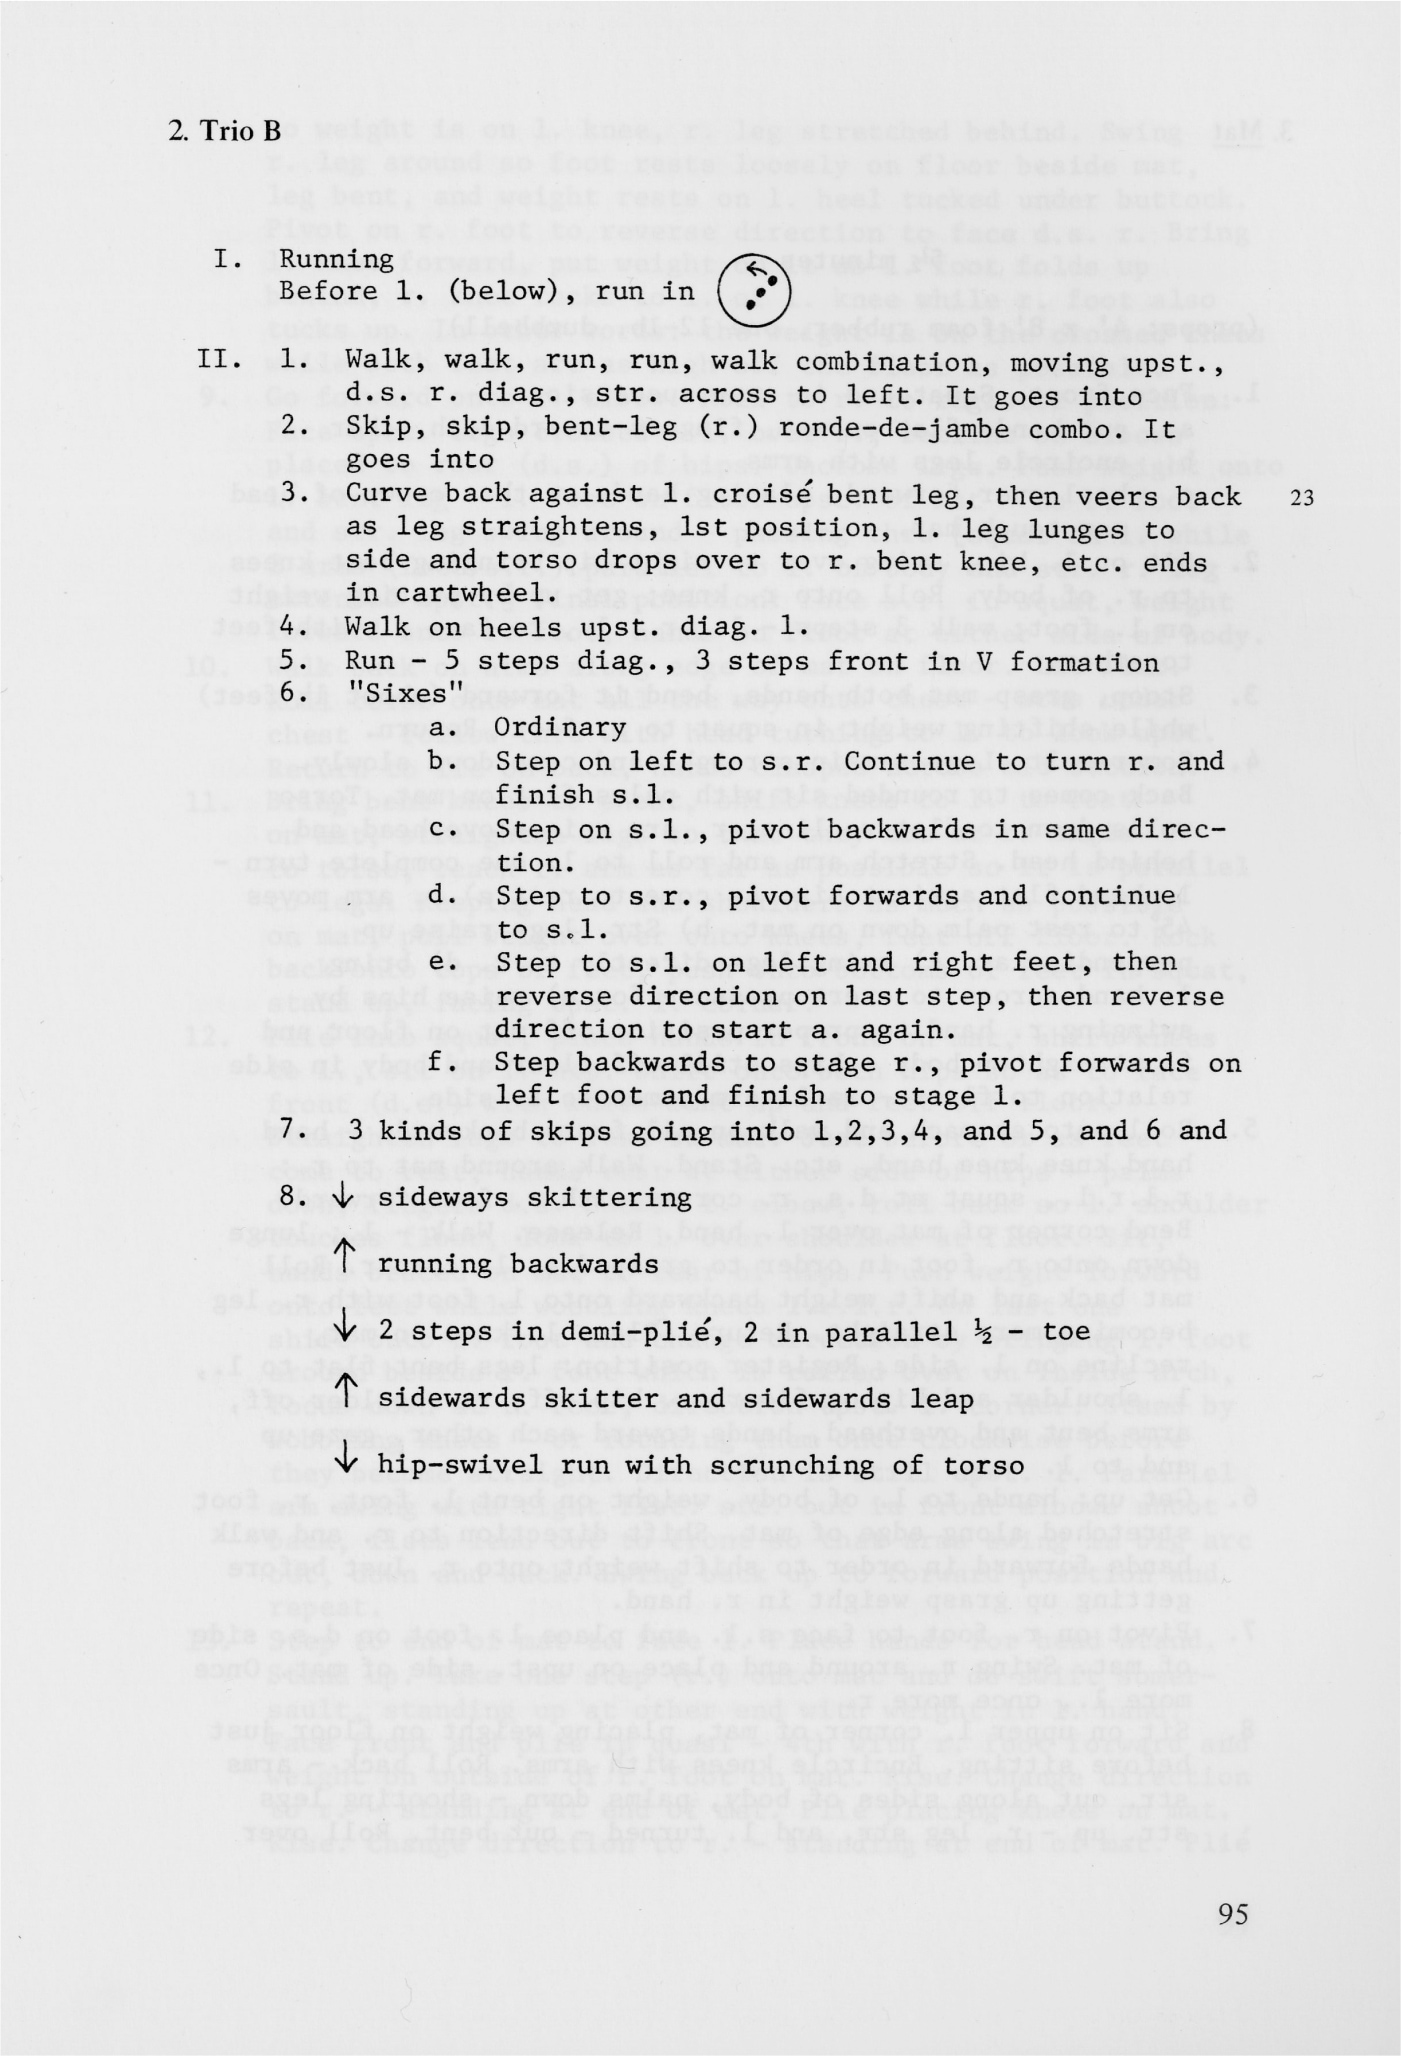 2. Trio B
I. Running
Before 1. (below), run in
II. 1. Walk, walk, run, run, walk combination, moving upst.,
d.s. r. diag., str. across to left. It goes into
2. Skip, skip, bent-leg (r.) ronde-de-jambe combo. It
goes into
3. Curve back against l. croisé bent leg, then veers back 23
as leg straightens, 1st position, l. leg lunges to
side and torso drops over to r. bent knee, etc. ends
in cartwheel.
4. Walk on heels upst. diag. l.
5. Run - 5 steps diag., 3 steps front in V formation
6. "Sixes"
a. Ordinary
b. Step on left to s.r. Continue to turn r. and
finish s.l.
c. Step on s.l., pivot backwards in same direc-
tion.
d. Step to s.r., pivot forwards and continue
to s.l.
e. Step to s.l. on left and right feet, then
reverse direction on last step, then reverse
direction to start a. again.
f. Step backwards to stage r., pivot forwards on
left foot and finish to stage l.
7. 3 kinds of skips going into 1,2,3,4, and 5, and 6 and
8. ↓ sideways skittering
↑ running backwards
↓ 2 steps in demi-plié, 2 in parallel ½ - toe
↑ sidewards skitter and sidewards leap
↓ hip-swivel run with scrunching of torso
95